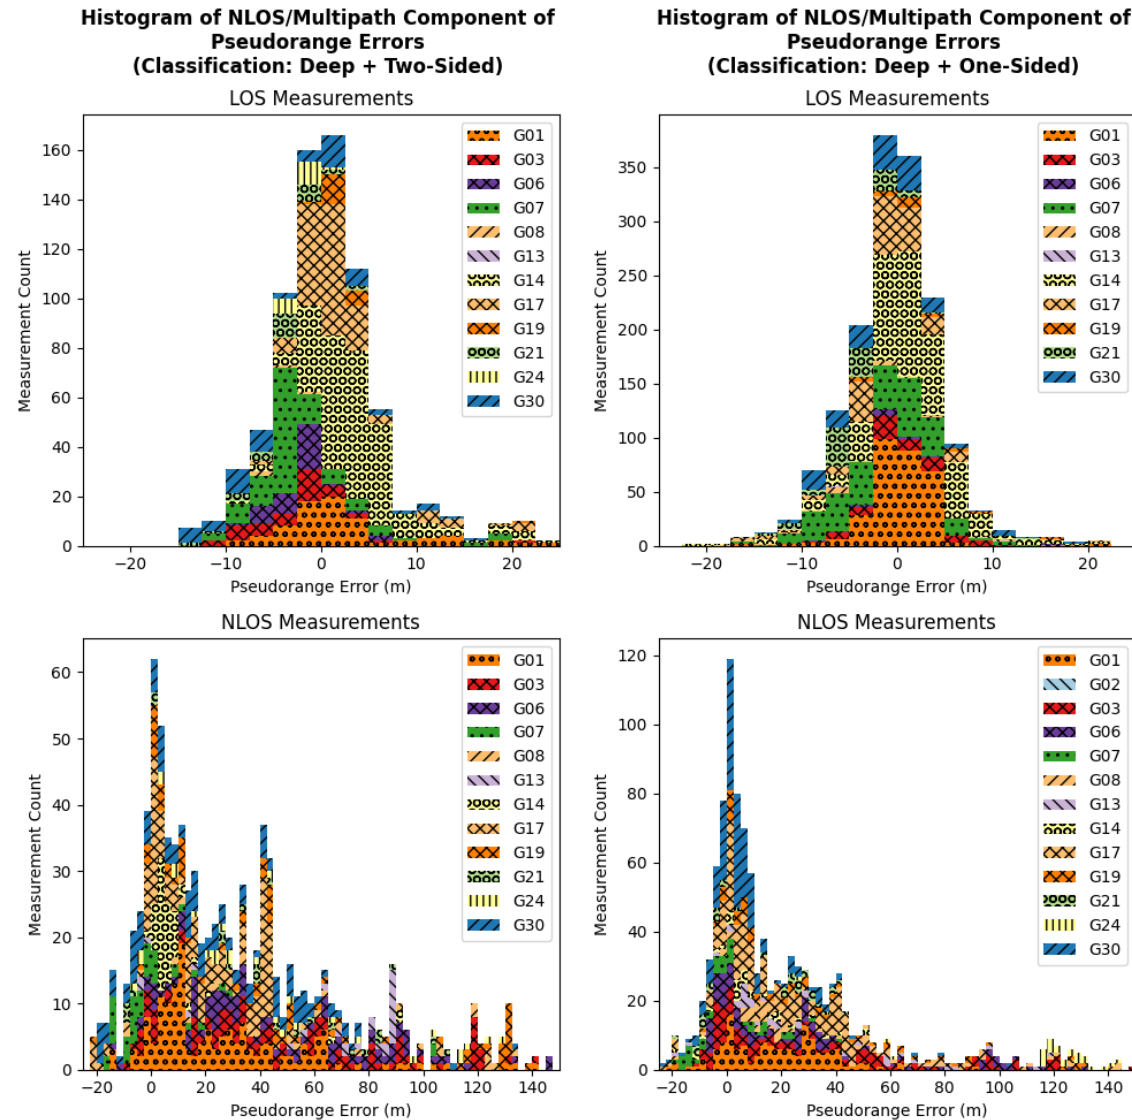 Histogram of NLOS/Multipath Component of
Pseudorange Errors
(Classification: Deep + Two-Sided)
LOS Measurements
Measurement Count
160
140
120
100
80
60
40
20
0
−20
−10
0
10
20
Pseudorange Error (m)
G01
G03
G06
G07
G08
G13
G14
G17
G19
G21
G24
G30
Histogram of NLOS/Multipath Component of
Pseudorange Errors
(Classification: Deep + One-Sided)
LOS Measurements
Measurement Count
350
300
250
200
150
100
50
0
−20
−10
0
10
20
Pseudorange Error (m)
G01
G03
G06
G07
G08
G13
G14
G17
G19
G21
G30
NLOS Measurements
Measurement Count
60
50
40
30
20
10
0
−20
0
20
40
60
80
100
120
140
Pseudorange Error (m)
G01
G03
G06
G07
G08
G13
G14
G17
G19
G21
G24
G30
NLOS Measurements
Measurement Count
120
100
80
60
40
20
0
−20
0
20
40
60
80
100
120
140
Pseudorange Error (m)
G01
G02
G03
G06
G07
G08
G13
G14
G17
G19
G21
G24
G30